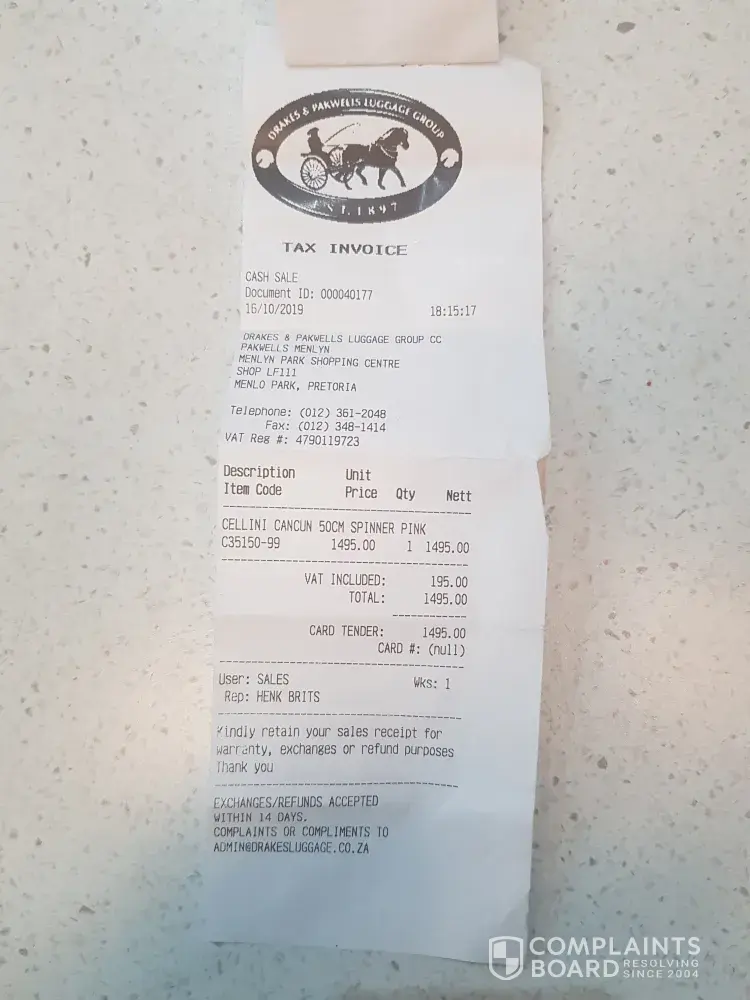 DRAKES & PAKWELLS LUGGAGE GROUP
EST. 1897
TAX INVOICE
CASH SALE
Document ID: 000040177
16/10/2019 18:15:17
DRAKES & PAKWELLS LUGGAGE GROUP CC
PAKWELLS MENLYN
MENLYN PARK SHOPPING CENTRE
SHOP LF111
MENLO PARK, PRETORIA
Telephone: (012) 361-2048
Fax: (012) 348-1414
VAT Reg #: 4790119723
Description Unit
Item Code Price Qty Nett
CELLINI CANCUN 50CM SPINNER PINK
C35150-99 1495.00 1 1495.00
VAT INCLUDED: 195.00
TOTAL: 1495.00
CARD TENDER: 1495.00
CARD #: (null)
User: SALES Wks: 1
Rep: HENK BRITS
Kindly retain your sales receipt for
warranty, exchanges or refund purposes
Thank you
EXCHANGES/REFUNDS ACCEPTED
WITHIN 14 DAYS.
COMPLAINTS OR COMPLIMENTS TO
ADMIN@DRAKESLUGGAGE.CO.ZA
COMPLAINTS
BOARD RESOLVING
SINCE 2004